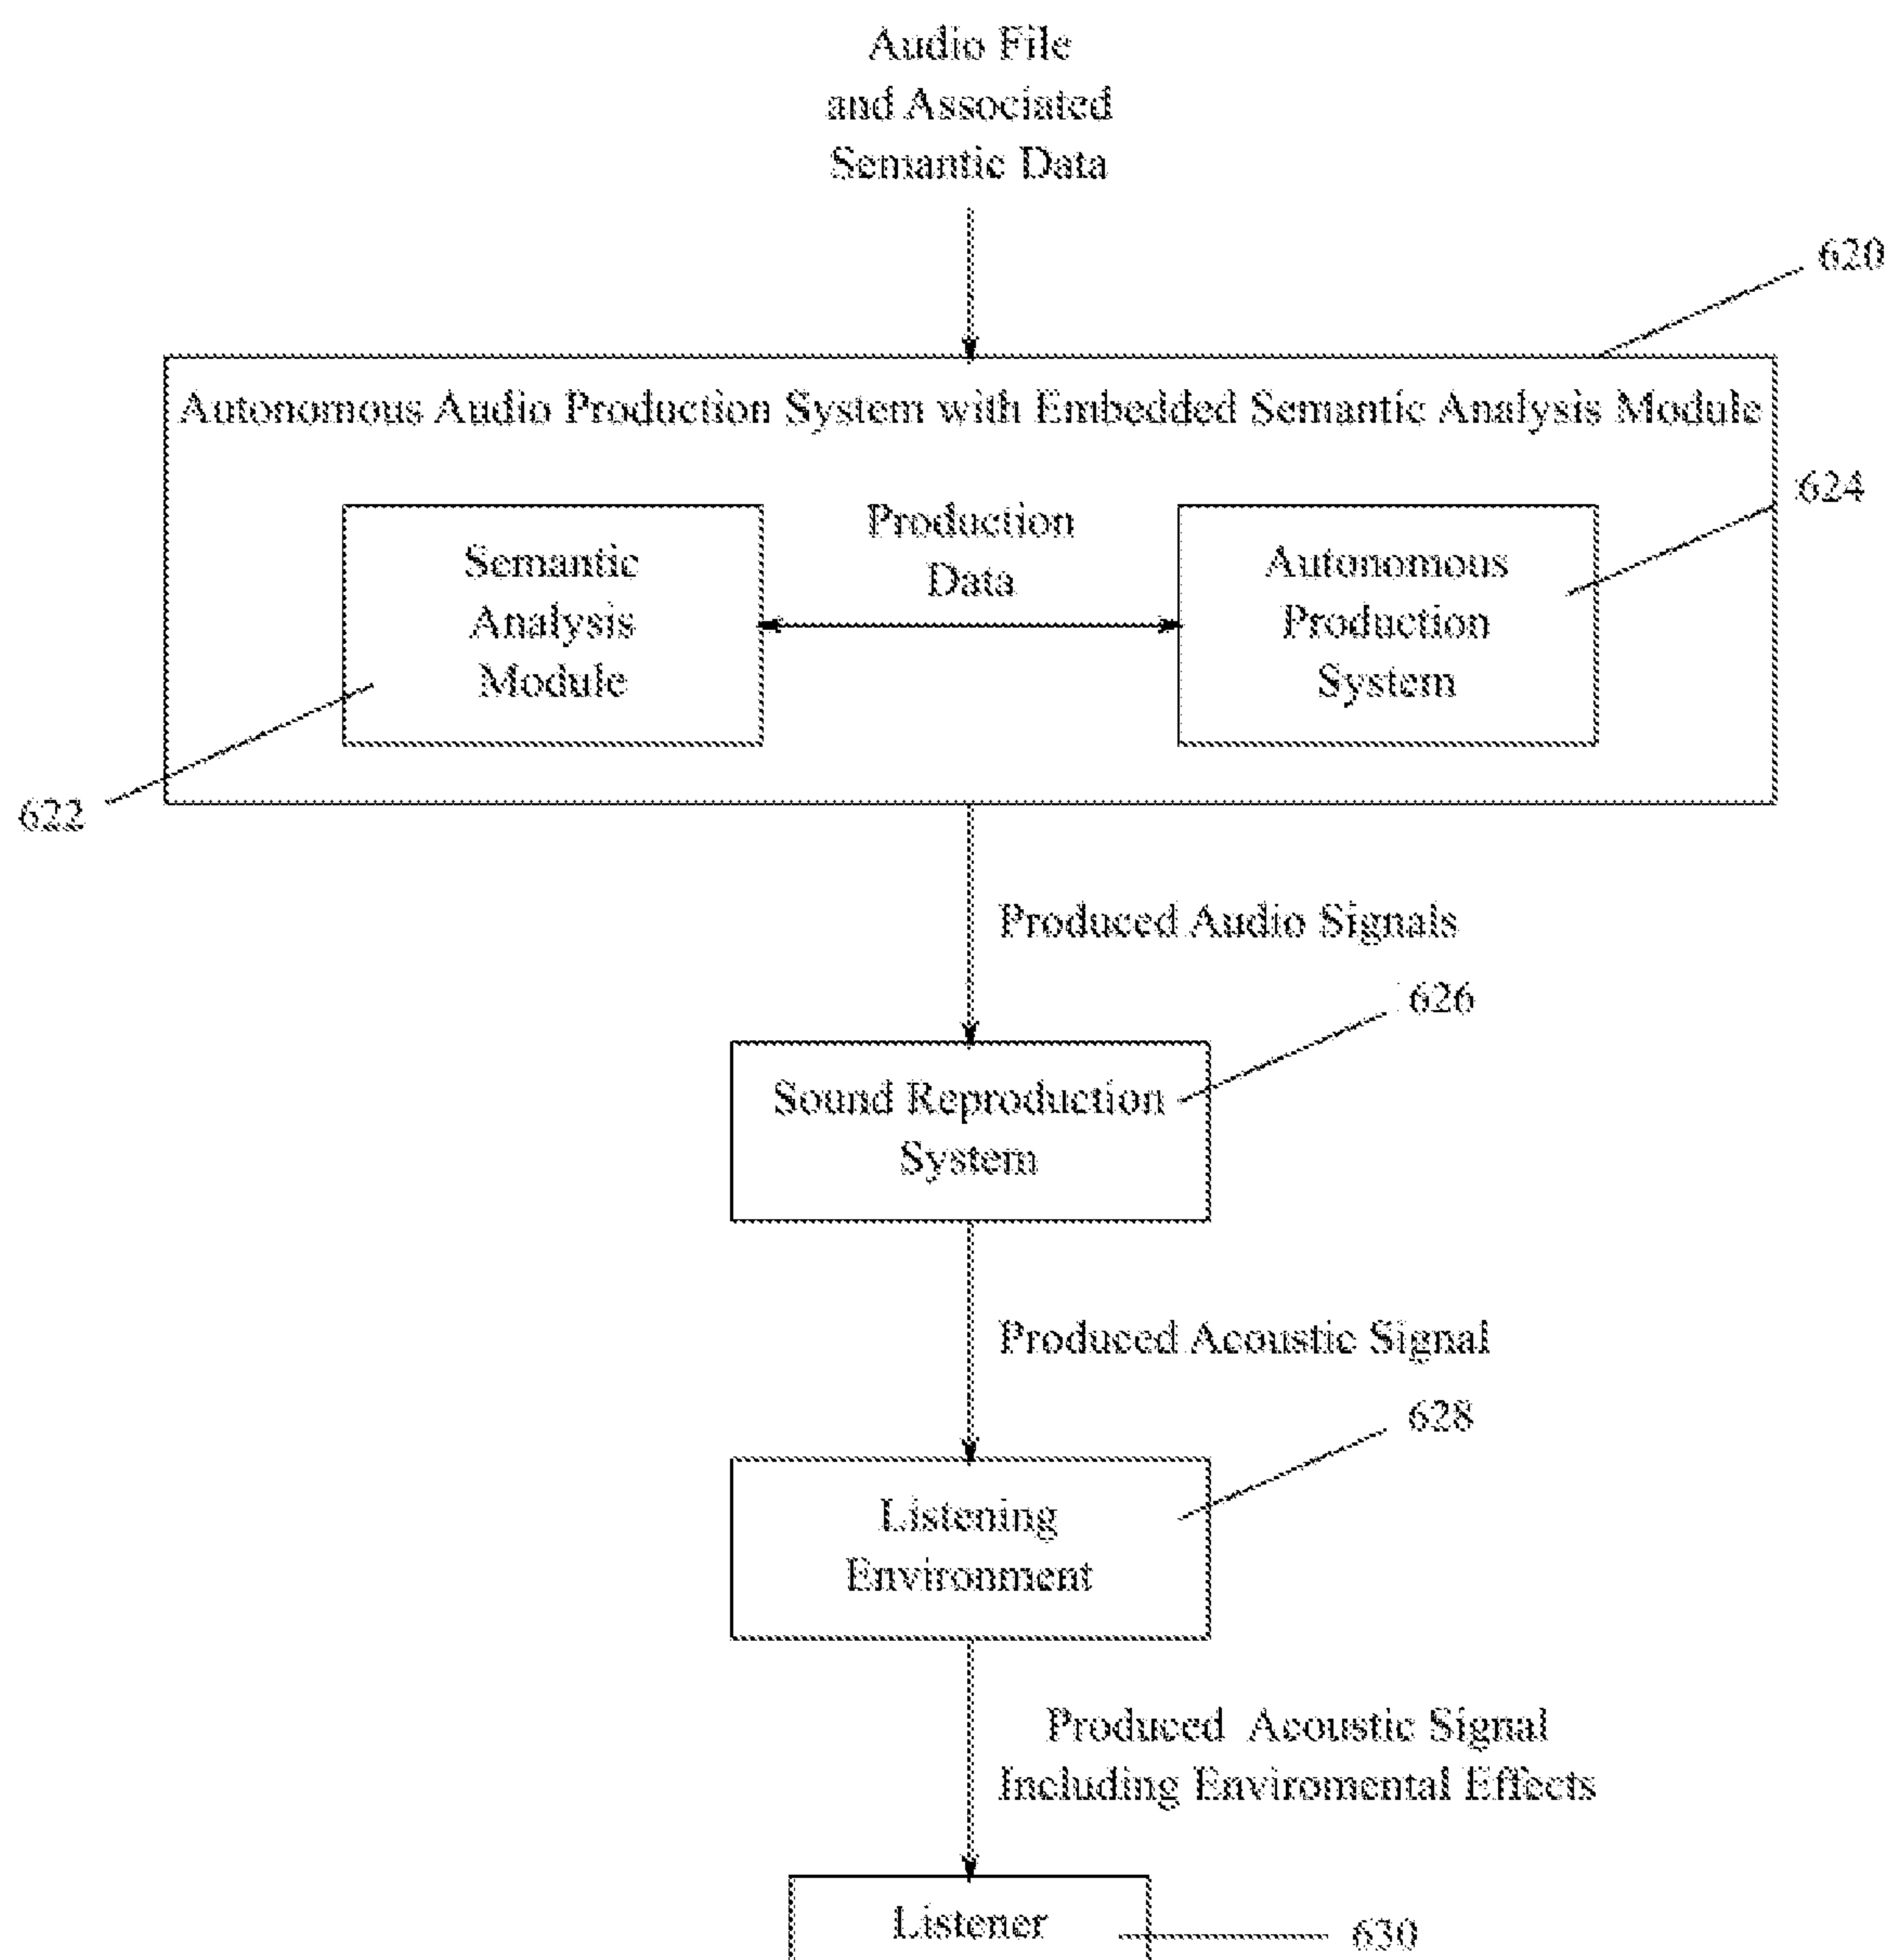 Audio File
and Associated
Semantic Data
620
Autonomous Audio Production System with Embedded Semantic Analysis Module
624
Semantic
Analysis
Module
Production
Data
Autonomous
Production
System
622
Produced Audio Signals
626
Sound Reproduction
System
Produced Acoustic Signal
628
Listening
Environment
Produced Acoustic Signal
Including Enviromental Effects
Listener
630